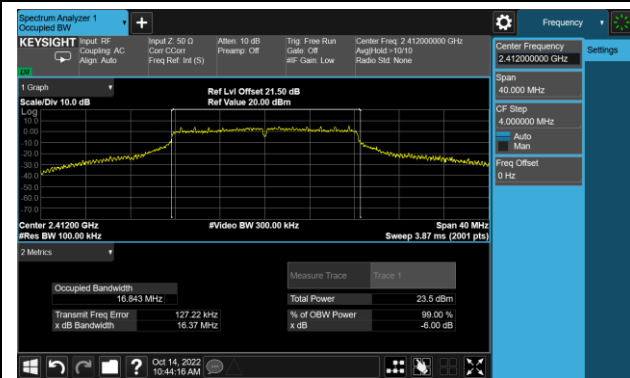 Spectrum Analyzer 1
Occupied BW
Frequency
KEYSIGHT
Input: RF
Coupling: AC
Align: Auto
Input Z: 50 Ω
Corr CCorr
Freq Ref: Int (S)
Atten: 10 dB
Preamp: Off
Trig: Free Run
Gate: Off
#IF Gain: Low
Center Freq: 2.412000000 GHz
Avg|Hold:>10/10
Radio Std: None
Center Frequency
2.412000000 GHz
Settings
Span
40.000 MHz
CF Step
4.000000 MHz
Auto
Man
Freq Offset
0 Hz
1 Graph
Scale/Div 10.0 dB
Ref Lvl Offset 21.50 dB
Ref Value 20.00 dBm
Log
10.0
0.00
-10.0
-20.0
-30.0
-40.0
-50.0
-60.0
-70.0
Center 2.41200 GHz
#Video BW 300.00 kHz
Span 40 MHz
#Res BW 100.00 kHz
Sweep 3.87 ms (2001 pts)
2 Metrics
Measure Trace
Trace 1
Occupied Bandwidth
16.843 MHz
Total Power
23.5 dBm
Transmit Freq Error
127.22 kHz
% of OBW Power
99.00 %
x dB Bandwidth
16.37 MHz
x dB
-6.00 dB
Oct 14, 2022
10:44:16 AM